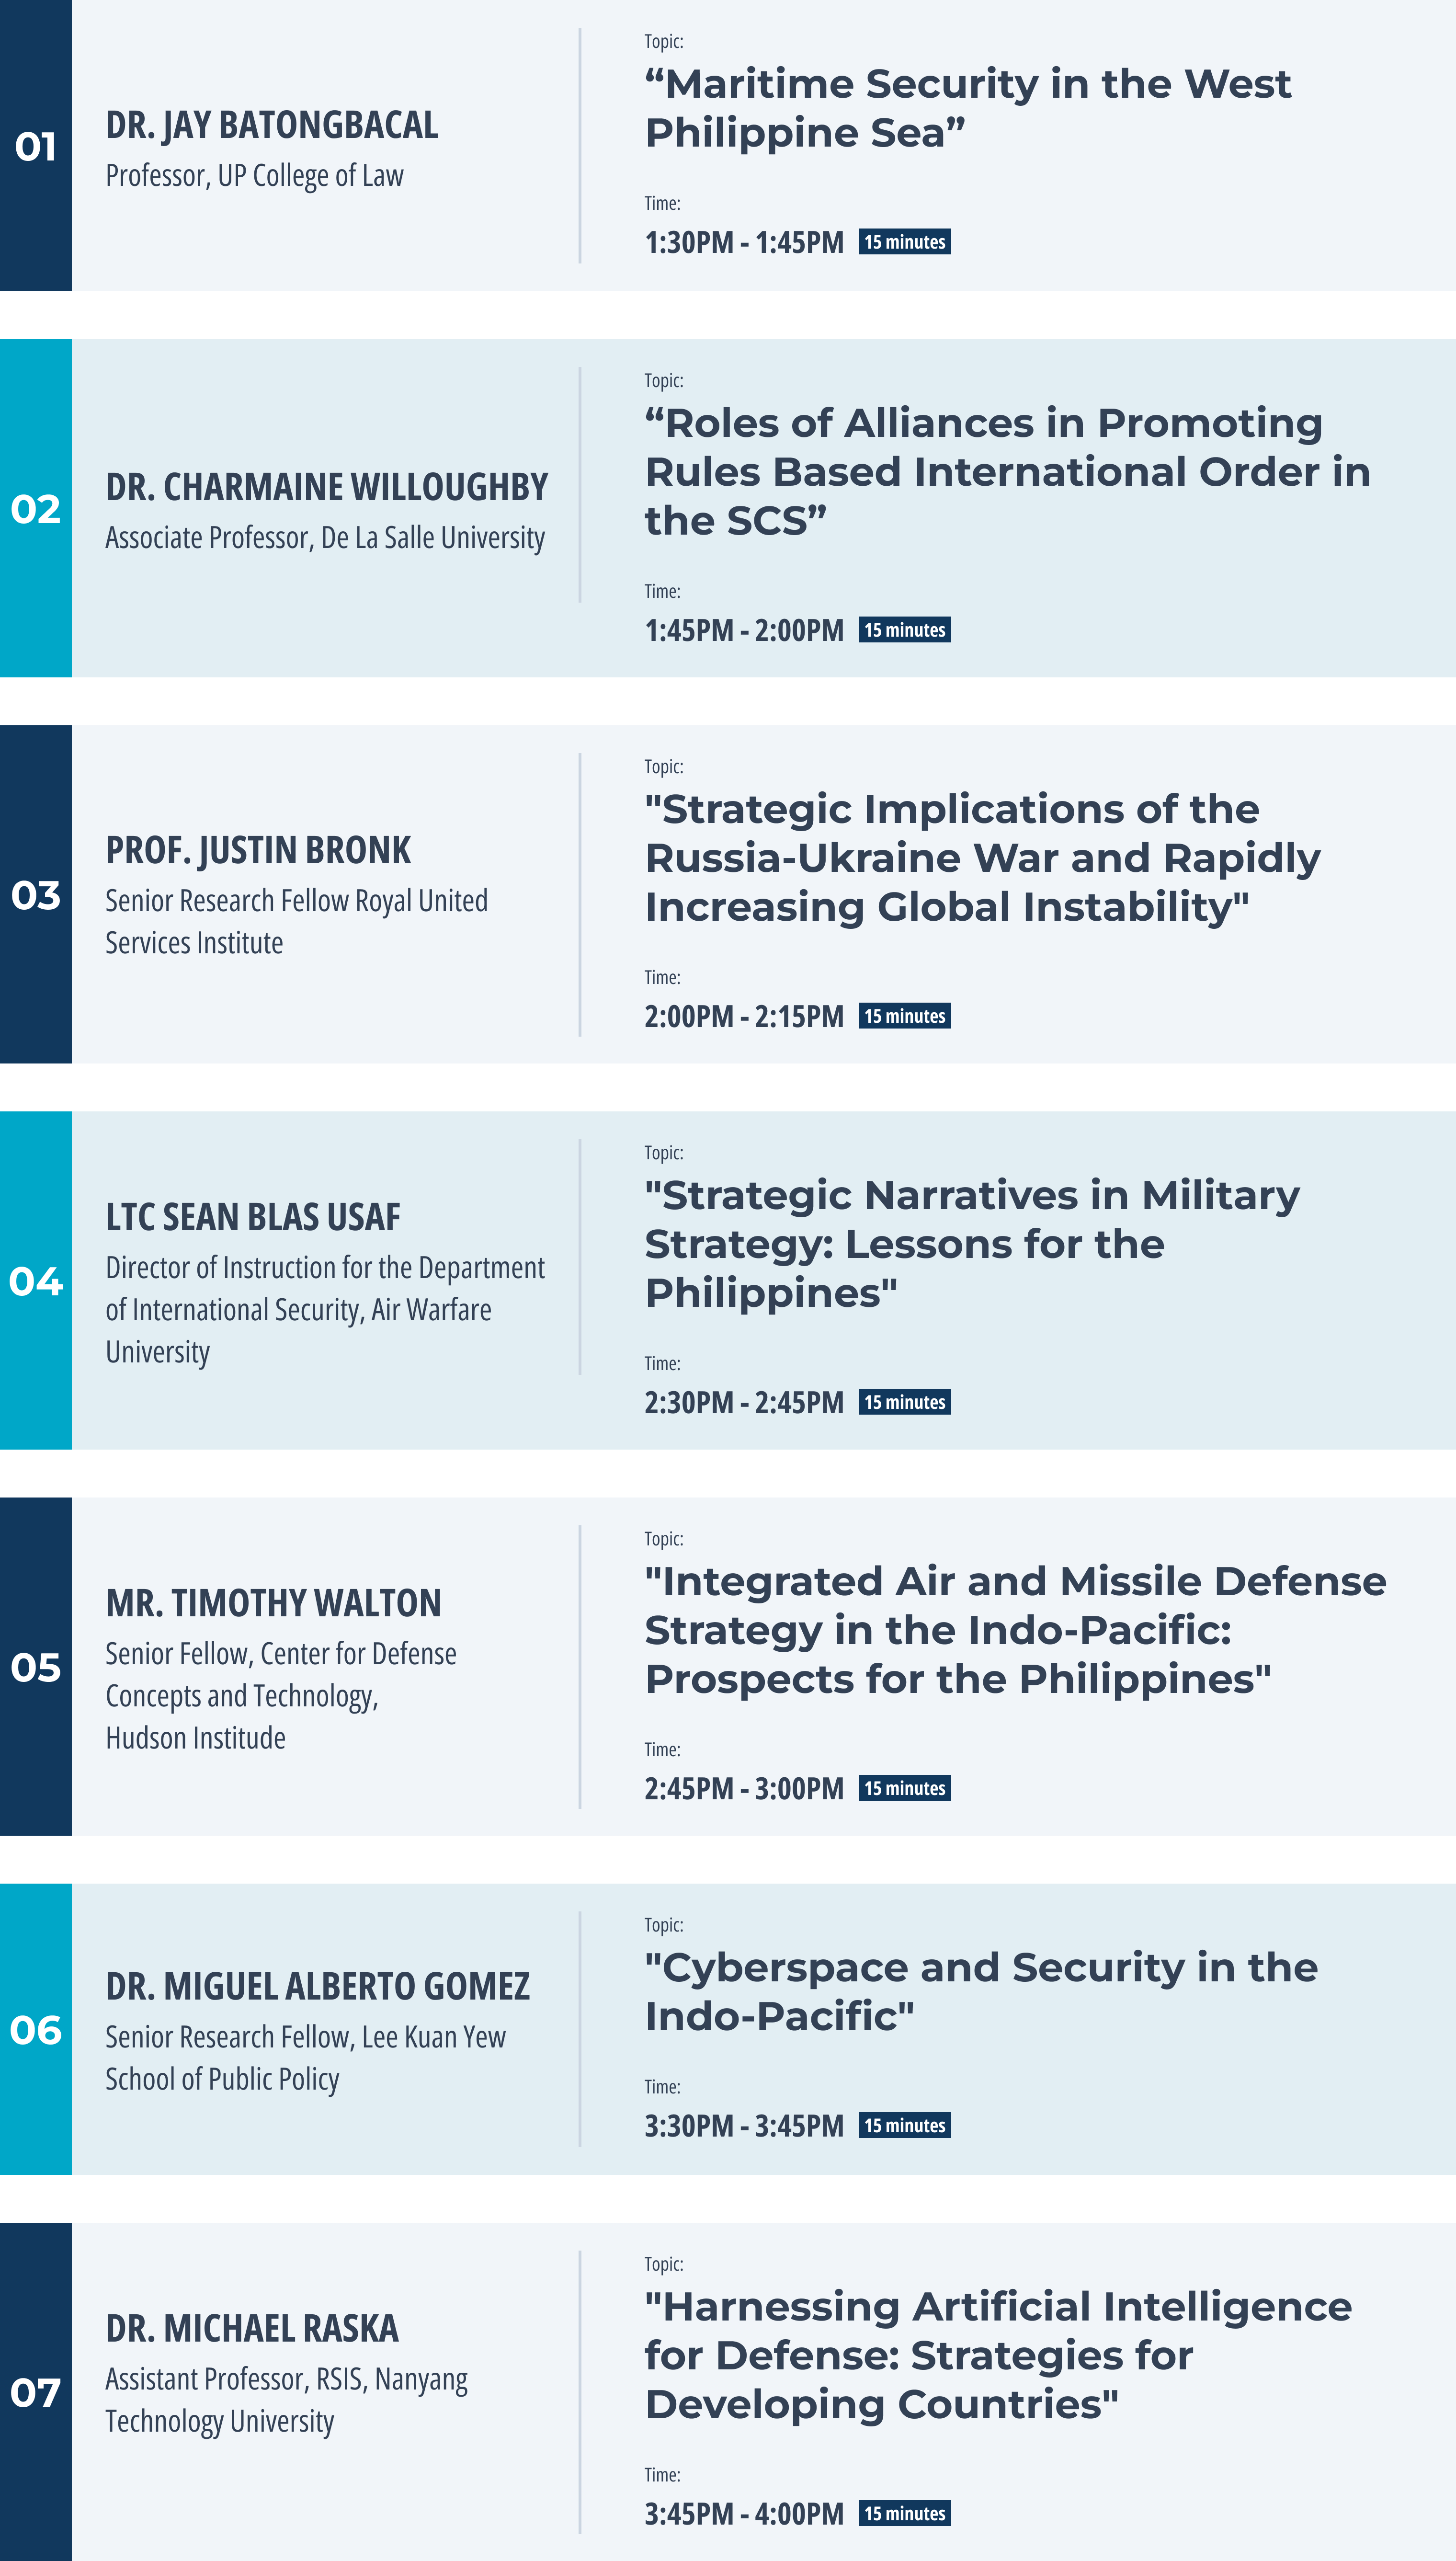 01
DR. JAY BATONGBACAL
Professor, UP College of Law
Topic:
“Maritime Security in the West
Philippine Sea”
Time:
1:30PM - 1:45PM 15 minutes
02
DR. CHARMAINE WILLOUGHBY
Associate Professor, De La Salle University
Topic:
“Roles of Alliances in Promoting
Rules Based International Order in
the SCS”
Time:
1:45PM - 2:00PM 15 minutes
03
PROF. JUSTIN BRONK
Senior Research Fellow Royal United
Services Institute
Topic:
"Strategic Implications of the
Russia-Ukraine War and Rapidly
Increasing Global Instability"
Time:
2:00PM - 2:15PM 15 minutes
04
LTC SEAN BLAS USAF
Director of Instruction for the Department
of International Security, Air Warfare
University
Topic:
"Strategic Narratives in Military
Strategy: Lessons for the
Philippines"
Time:
2:30PM - 2:45PM 15 minutes
05
MR. TIMOTHY WALTON
Senior Fellow, Center for Defense
Concepts and Technology,
Hudson Institude
Topic:
"Integrated Air and Missile Defense
Strategy in the Indo-Pacific:
Prospects for the Philippines"
Time:
2:45PM - 3:00PM 15 minutes
06
DR. MIGUEL ALBERTO GOMEZ
Senior Research Fellow, Lee Kuan Yew
School of Public Policy
Topic:
"Cyberspace and Security in the
Indo-Pacific"
Time:
3:30PM - 3:45PM 15 minutes
07
DR. MICHAEL RASKA
Assistant Professor, RSIS, Nanyang
Technology University
Topic:
"Harnessing Artificial Intelligence
for Defense: Strategies for
Developing Countries"
Time:
3:45PM - 4:00PM 15 minutes